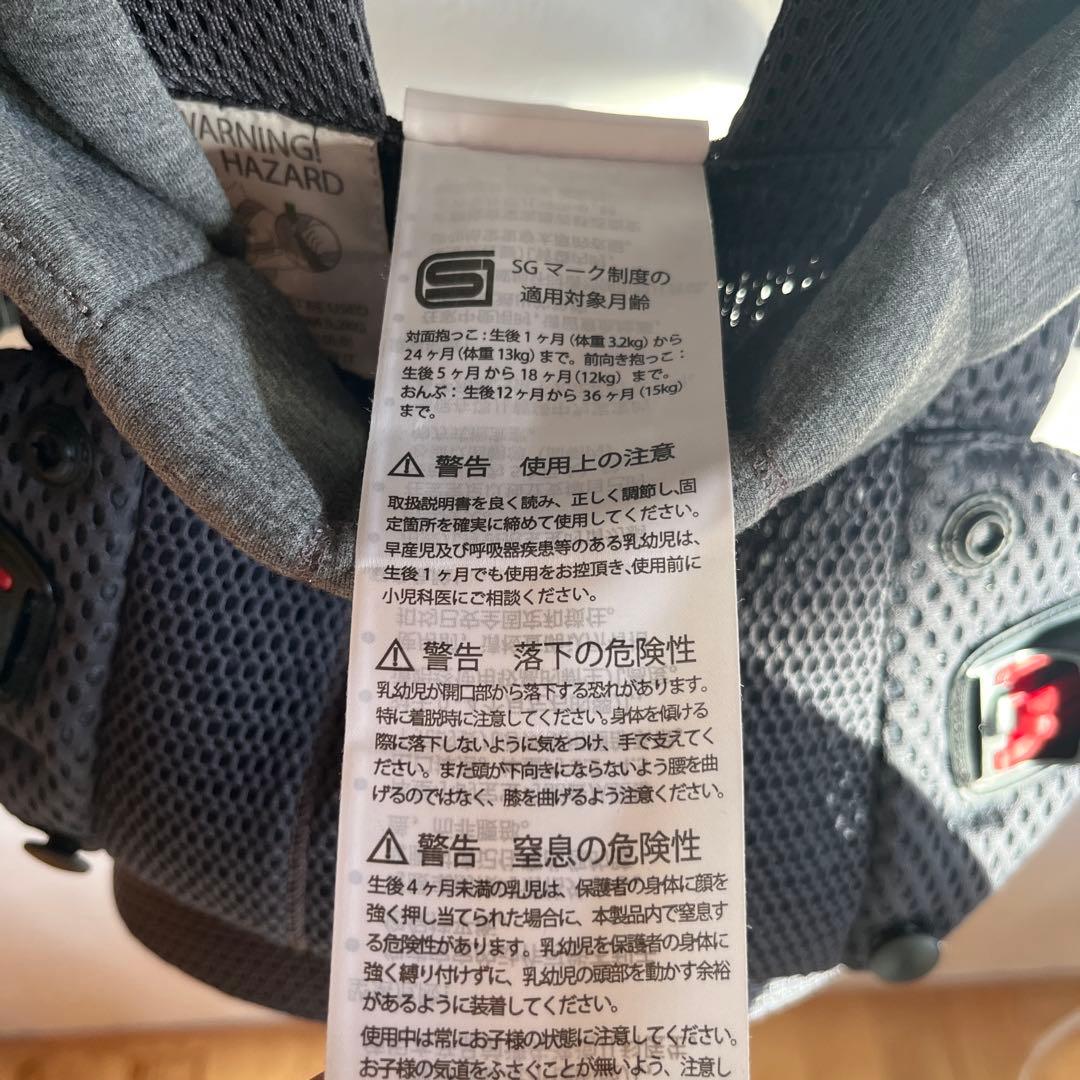 WARNING!
HAZARD
SG マーク制度の
適用対象月齢
対面抱っこ：生後1ヶ月（体重 3.2kg）から
24ヶ月（体重 13kg）まで。前向き抱っこ：
生後5ヶ月から 18ヶ月（12kg）まで。
おんぶ：生後12ヶ月から 36ヶ月（15kg）
まで。
警告 使用上の注意
取扱説明書を良く読み、正しく調節し、固
定箇所を確実に締めて使用してください。
早産児及び呼吸器疾患等のある乳幼児は、
生後1ヶ月でも使用をお控頂き、使用前に
小児科医にご相談ください。
警告 落下の危険性
乳幼児が開口部から落下する恐れがあります。
特に着脱時に注意してください。身体を傾ける
際に落下しないように気をつけ、手で支えてく
ださい。また頭が下向きにならないよう腰を曲
げるのではなく、膝を曲げるよう注意ください。
警告 窒息の危険性
生後4ヶ月未満の乳児は、保護者の身体に顔を
強く押し当てられた場合に、本製品内で窒息す
る危険性があります。乳幼児を保護者の身体に
強く縛り付けずに、乳幼児の頭部を動かす余裕
があるように装着してください。
使用中は常にお子様の状態に注意してください。
お子様の気道をふさぐことが無いよう、注意し